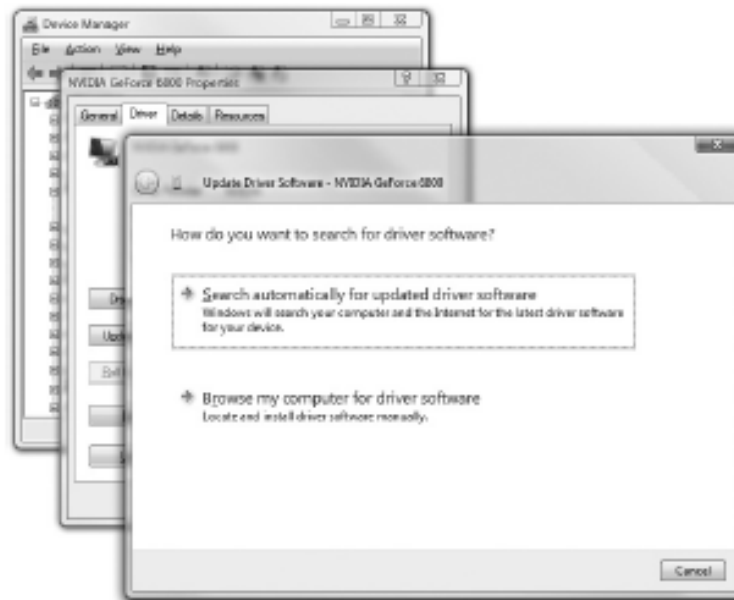 Device Manager
File Action View Help
NVIDIA GeForce 6800 Properties
General Driver Details Resources
Update Driver Software - NVIDIA GeForce 6800
How do you want to search for driver software?
Search automatically for updated driver software
Windows will search your computer and the Internet for the latest driver software
for your device.
Browse my computer for driver software
Locate and install driver software manually.
Cancel